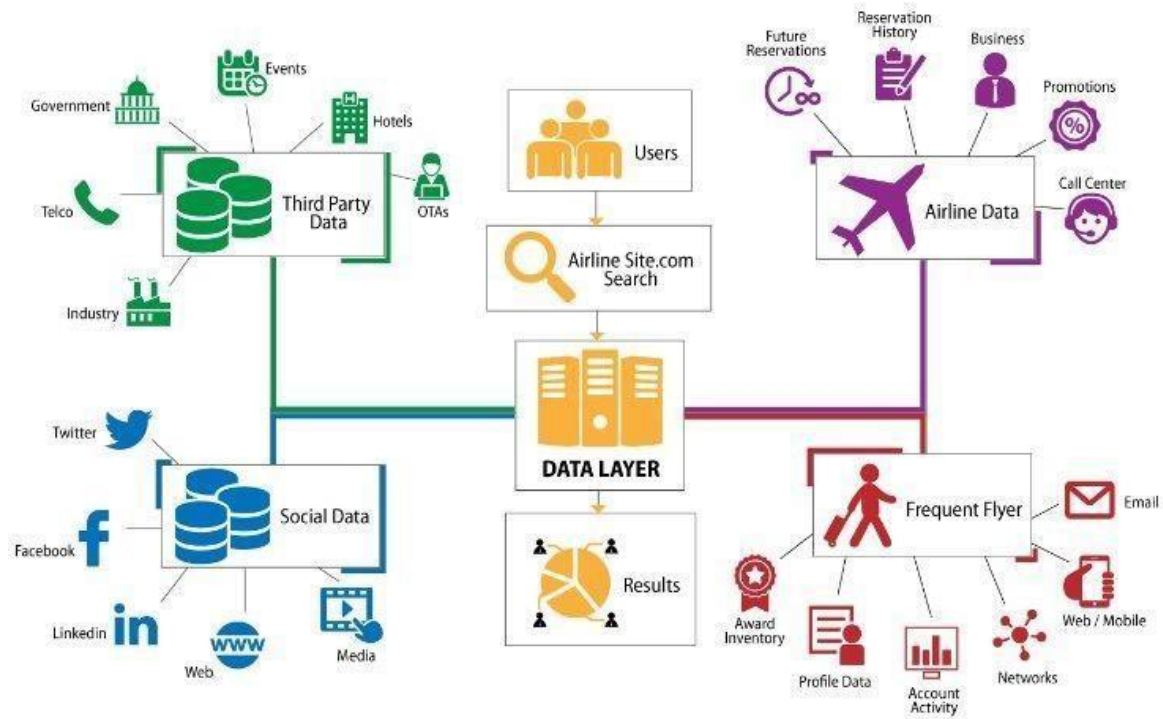 Government
Events
Hotels
Telco
Third Party
Data
OTAs
Industry
Users
Airline Site.com
Search
DATA LAYER
Results
Future
Reservations
Reservation
History
Business
Promotions
%
Airline Data
Call Center
Twitter
Facebook
Social Data
Linkedin
in
Web
www
Media
Frequent Flyer
Email
Web / Mobile
Award
Inventory
Profile Data
Account
Activity
Networks
H
f